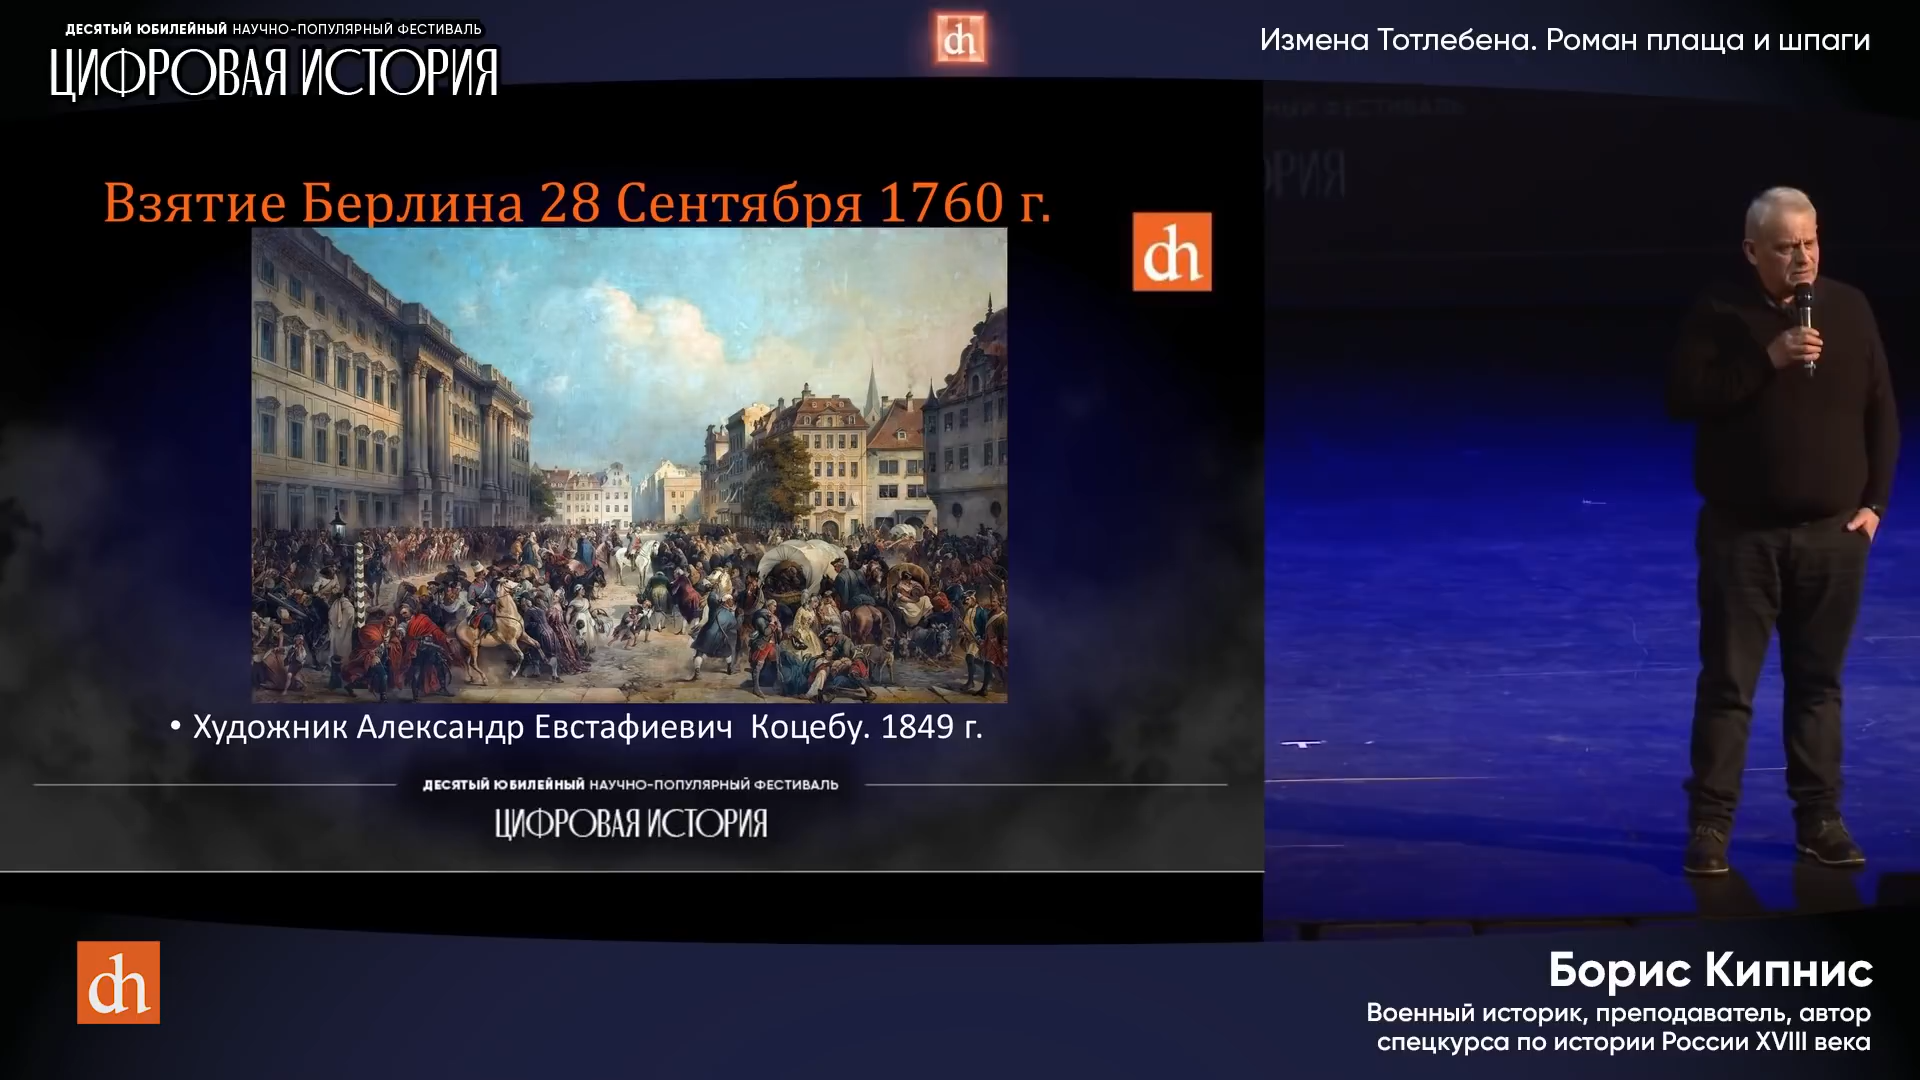 ДЕСЯТЫЙ ЮБИЛЕЙНЫЙ НАУЧНО-ПОПУЛЯРНЫЙ ФЕСТИВАЛЬ
ЦИФРОВАЯ ИСТОРИЯ
dh
Измена Тотлебена. Роман плаща и шпаги
Взятие Берлина 28 Сентября 1760 г.
dh
• Художник Александр Евстафиевич Коцебу. 1849 г.
ДЕСЯТЫЙ ЮБИЛЕЙНЫЙ НАУЧНО-ПОПУЛЯРНЫЙ ФЕСТИВАЛЬ
ЦИФРОВАЯ ИСТОРИЯ
dh
Борис Кипнис
Военный историк, преподаватель, автор
спецкурса по истории России XVIII века